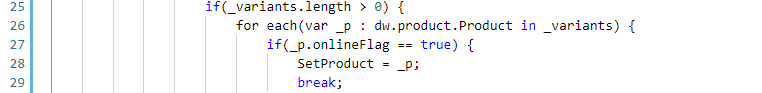 25 if(_variants.length > 0) {
26 for each(var _p : dw.product.Product in _variants) {
27 if(_p.onlineFlag == true) {
28 SetProduct = _p;
29 break;